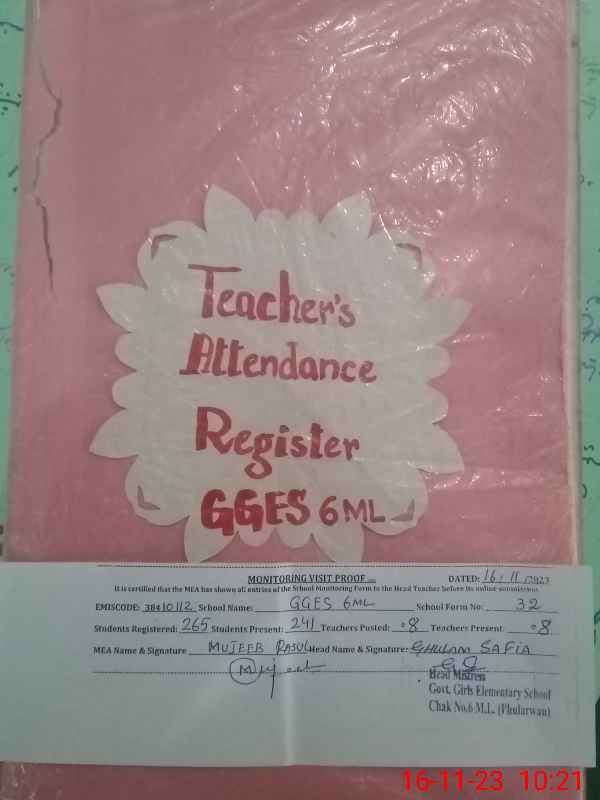 Teacher's
Attendance
Register
GGES 6 ML
MONITORING VISIT PROOF
DATED: 16/11/2023
It is certified that the MEA has shown all entries of the School Monitoring Form to the Head Teacher before its online submission.
EMISCODE: 38410112 School Name: GGES 6ML School Form No: 32
Students Registered: 265 Students Present: 241 Teachers Posted: 08 Teachers Present: 08
MEA Name & Signature MUJEEB RASUL Head Name & Signature: GHULAM SAFIA
Head Mistress
Govt. Girls Elementary School
Chak No.6 M.L. (Phularwan)
16-11-23 10:21